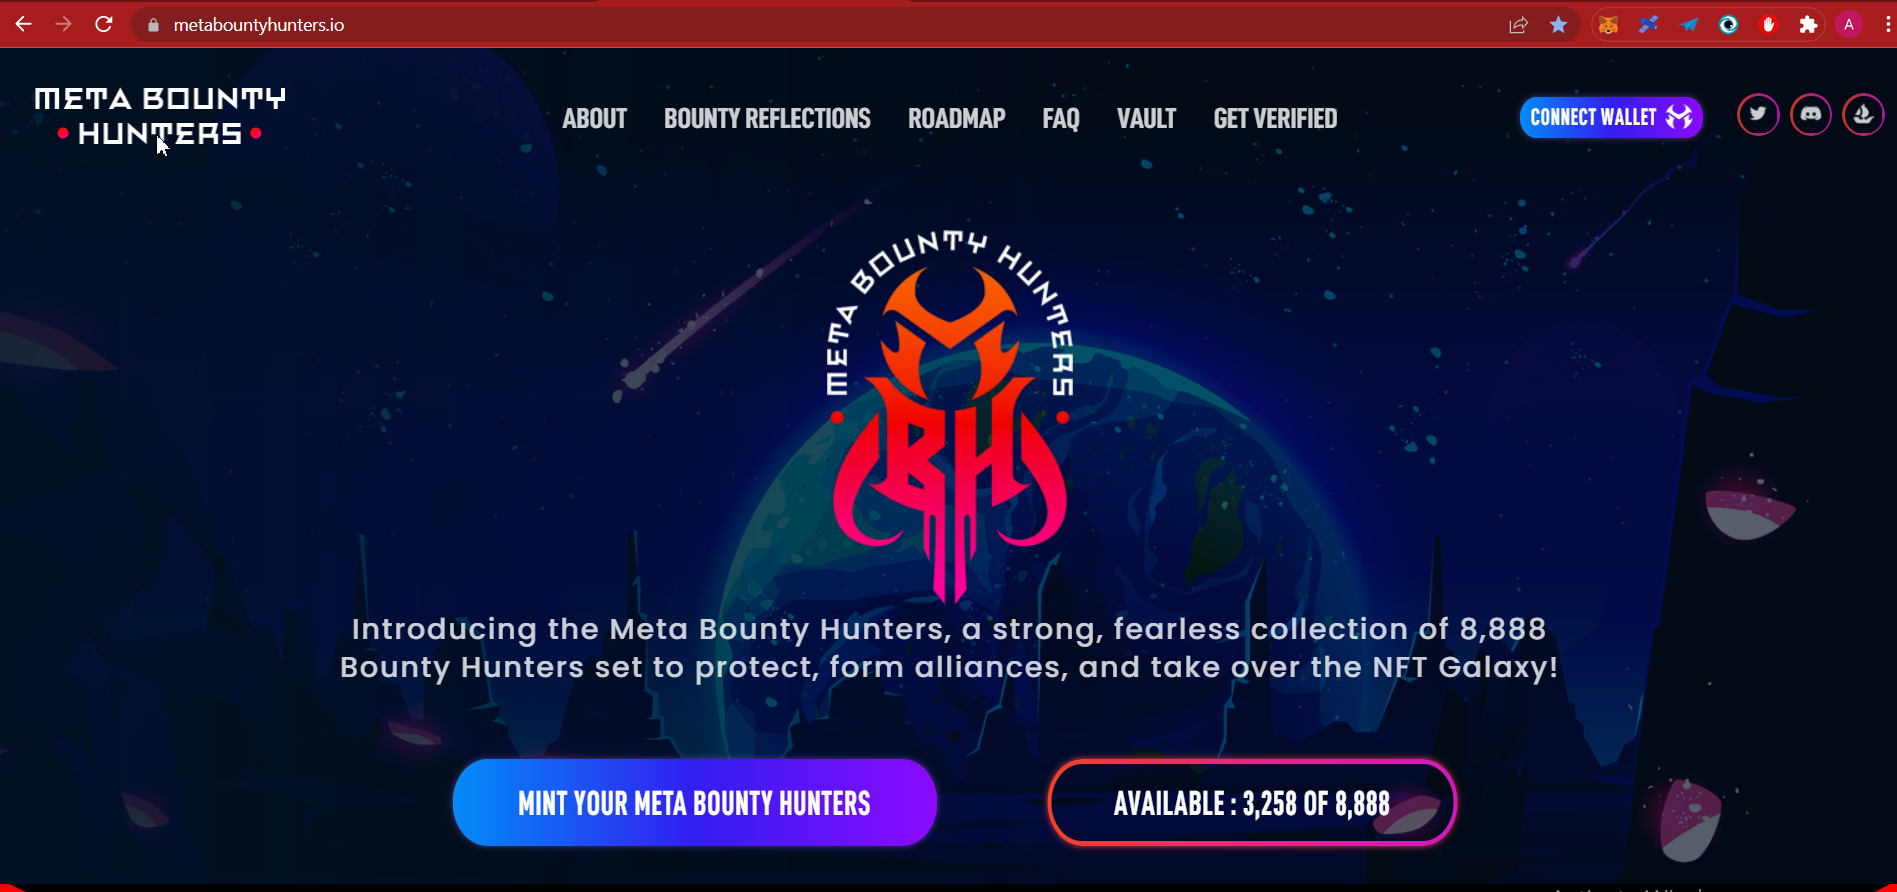 metabountyhunters.io
A
META BOUNTY
HUNTERS
ABOUT
BOUNTY REFLECTIONS
ROADMAP
FAQ
VAULT
GET VERIFIED
CONNECT WALLET
META BOUNTY HUNTERS
MBH
Introducing the Meta Bounty Hunters, a strong, fearless collection of 8,888
Bounty Hunters set to protect, form alliances, and take over the NFT Galaxy!
MINT YOUR META BOUNTY HUNTERS
AVAILABLE : 3,258 OF 8,888